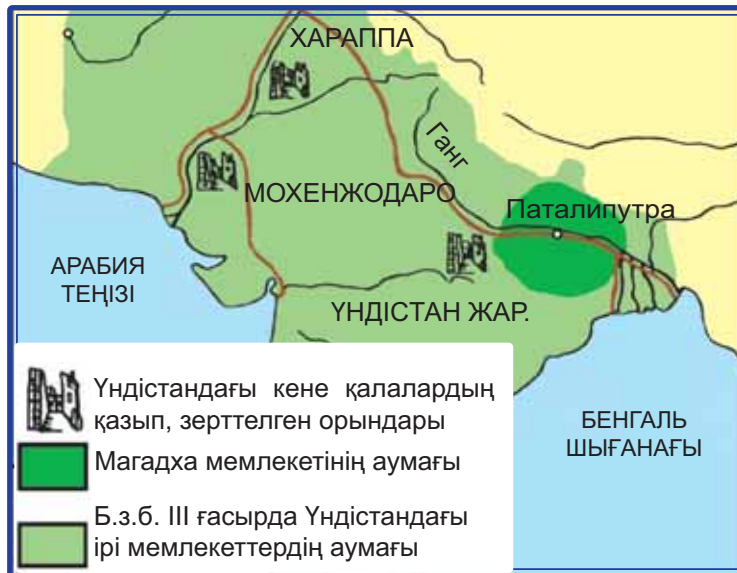 ХАРАППА
Ганг
МОХЕНЖОДАРО
Паталипутра
АРАБИЯ
ТЕҢІЗІ
ҮНДІСТАН ЖАР.
Үндістандағы кене қалалардың
қазып, зерттелген орындары
Магадха мемлекетінің аумағы
Б.з.б. III ғасырда Үндістандағы
ірі мемлекеттердің аумағы
БЕНГАЛЬ
ШЫҒАНАҒЫ